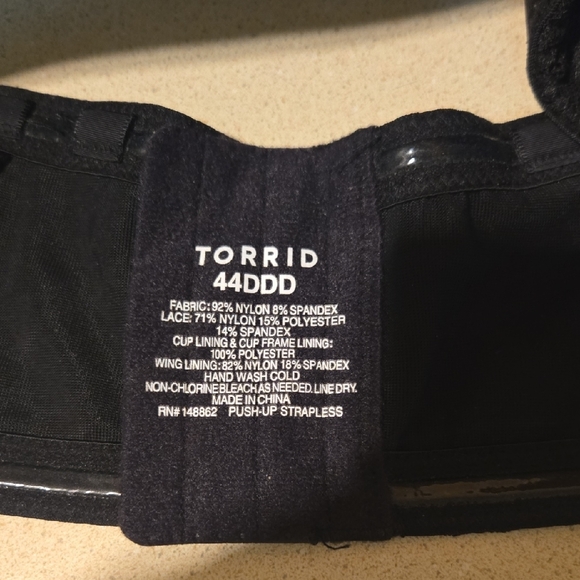 TORRID
44DDD
FABRIC: 92% NYLON 8% SPANDEX
LACE: 71% NYLON 15% POLYESTER
14% SPANDEX
CUP LINING & CUP FRAME LINING:
100% POLYESTER
WING LINING: 82% NYLON 18% SPANDEX
HAND WASH COLD
NON-CHLORINE BLEACH AS NEEDED. LINE DRY.
MADE IN CHINA
RN# 148862 PUSH-UP STRAPLESS